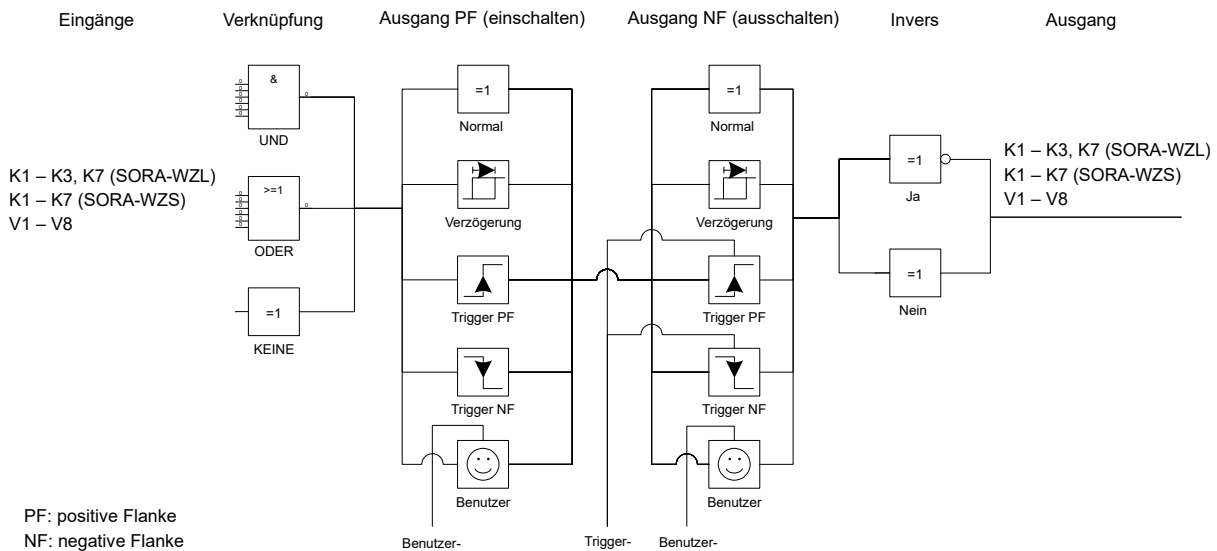 Eingänge
Verknüpfung
Ausgang PF (einschalten)
Ausgang NF (ausschalten)
Invers
Ausgang
&
UND
>=1
ODER
=1
KEINE
K1 – K3, K7 (SORA-WZL)
K1 – K7 (SORA-WZS)
V1 – V8
=1
Normal
Verzögerung
Trigger PF
Trigger NF
Benutzer
=1
Normal
Verzögerung
Trigger PF
Trigger NF
Benutzer
=1
Ja
=1
Nein
K1 – K3, K7 (SORA-WZL)
K1 – K7 (SORA-WZS)
V1 – V8
PF: positive Flanke
NF: negative Flanke
Benutzer-
Trigger-
Benutzer-